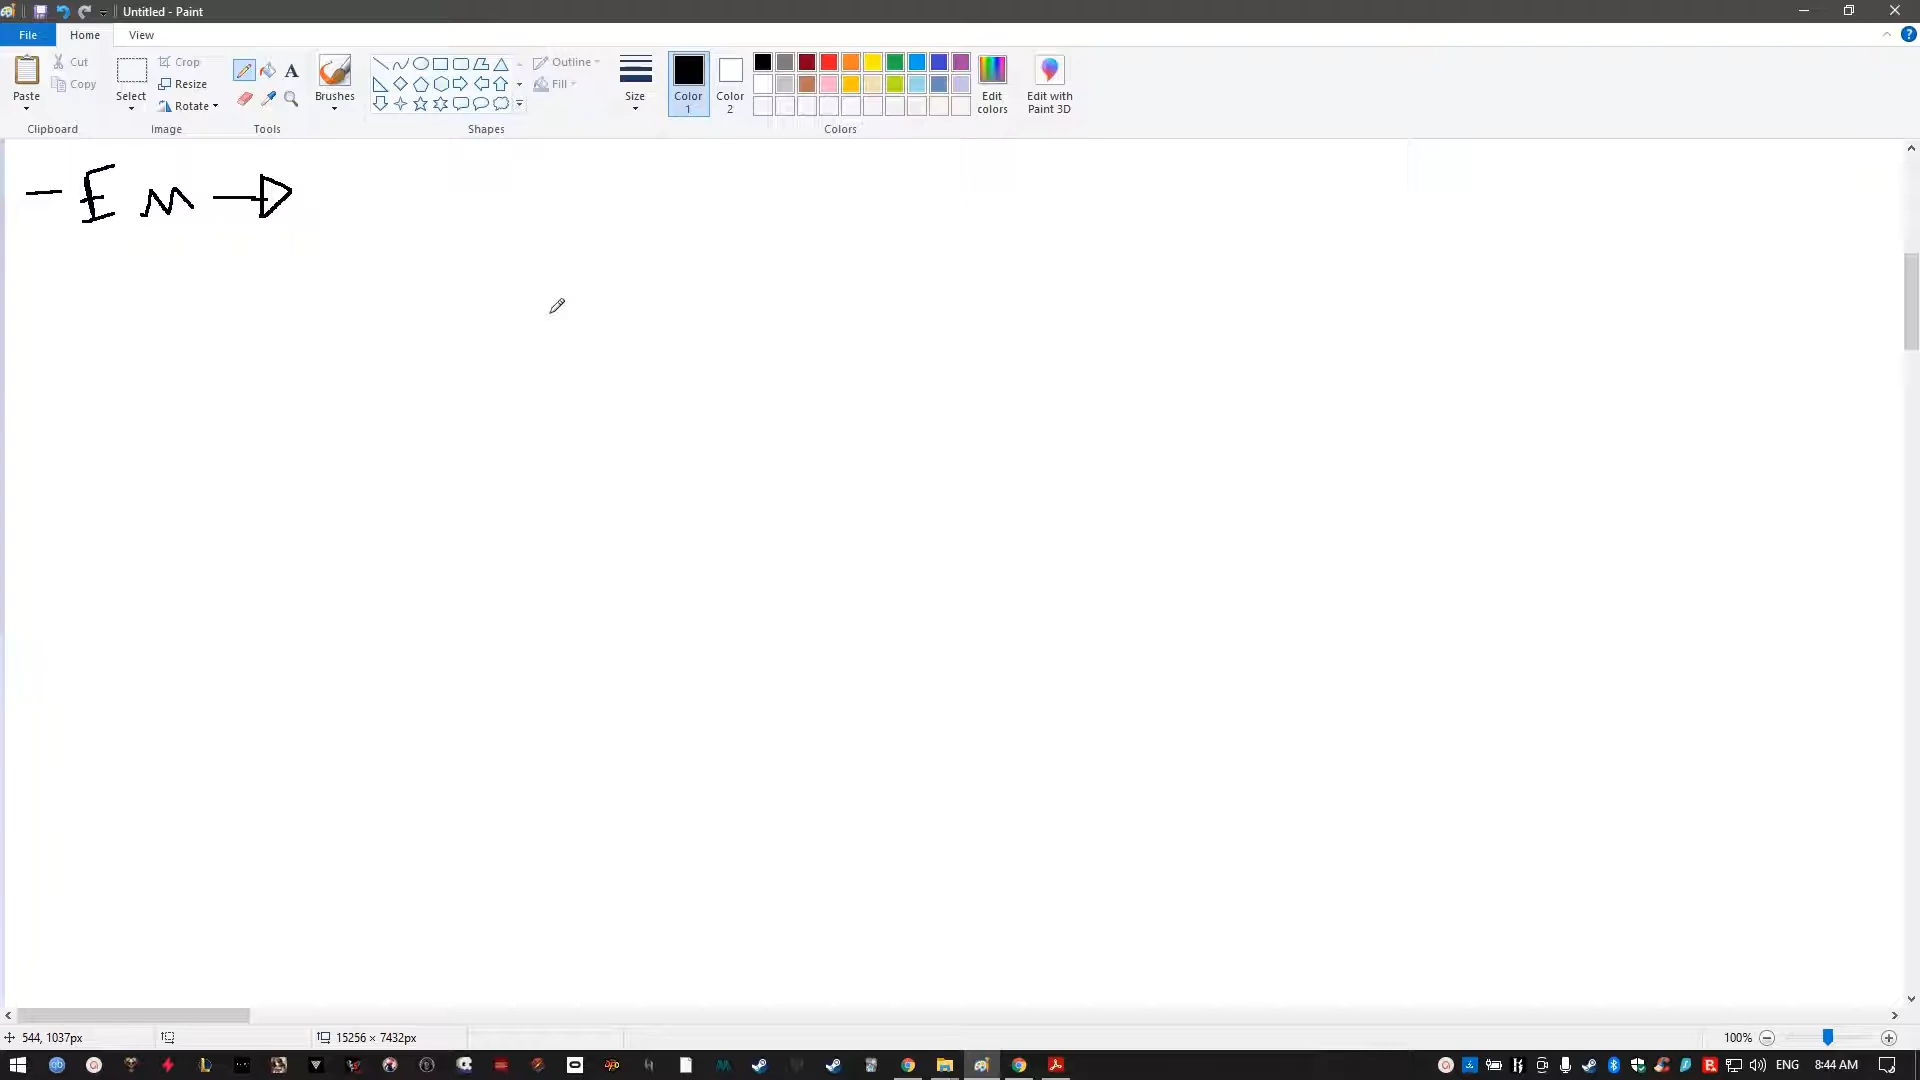 Untitled - Paint
File Home View
Paste
Cut
Copy
Clipboard
Select
Crop
Resize
Rotate
Image
A
Tools
Brushes
Shapes
Outline
Fill
Size
Color 1
Color 2
Colors
Edit colors
Edit with Paint 3D
- E M →
544, 1037px
15256 × 7432px
100%
ENG
8:44 AM